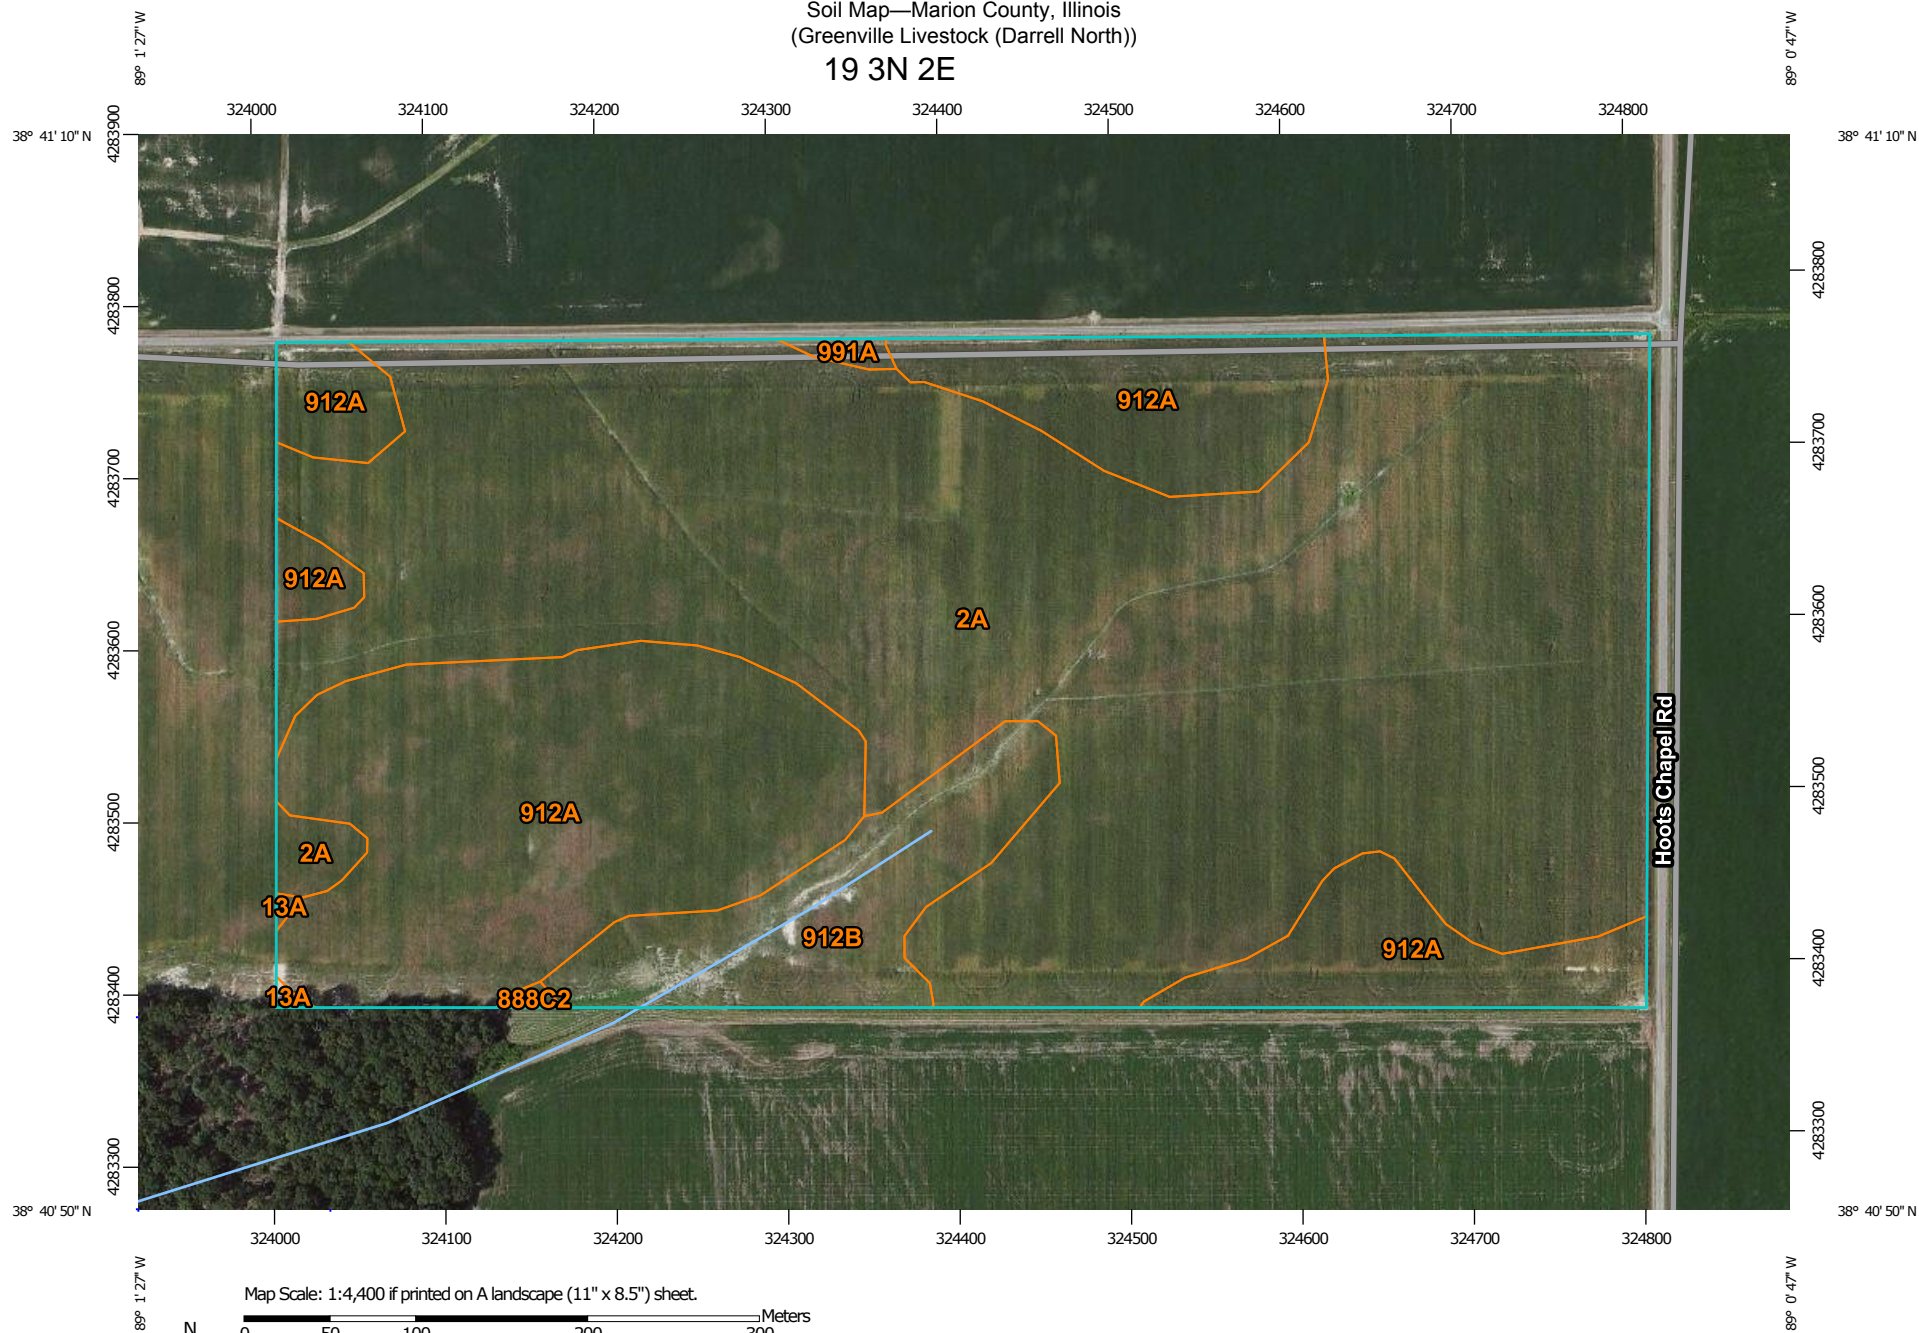 Soil Map—Marion County, Illinois
(Greenville Livestock (Darrell North))
19 3N 2E
89° 1' 27" W
89° 0' 47" W
324000 324100 324200 324300 324400 324500 324600 324700 324800
38° 41' 10" N
38° 41' 10" N
4283900
4283800
4283700
4283600
4283500
4283400
4283300
4283800
4283700
4283600
4283500
4283400
4283300
991A
912A
912A
912A
2A
Hoots Chapel Rd
912A
2A
13A
912B
912A
13A
888C2
38° 40' 50" N
38° 40' 50" N
324000 324100 324200 324300 324400 324500 324600 324700 324800
89° 1' 27" W
89° 0' 47" W
Map Scale: 1:4,400 if printed on A landscape (11" x 8.5") sheet.
Meters
N 0 50 100 200 300